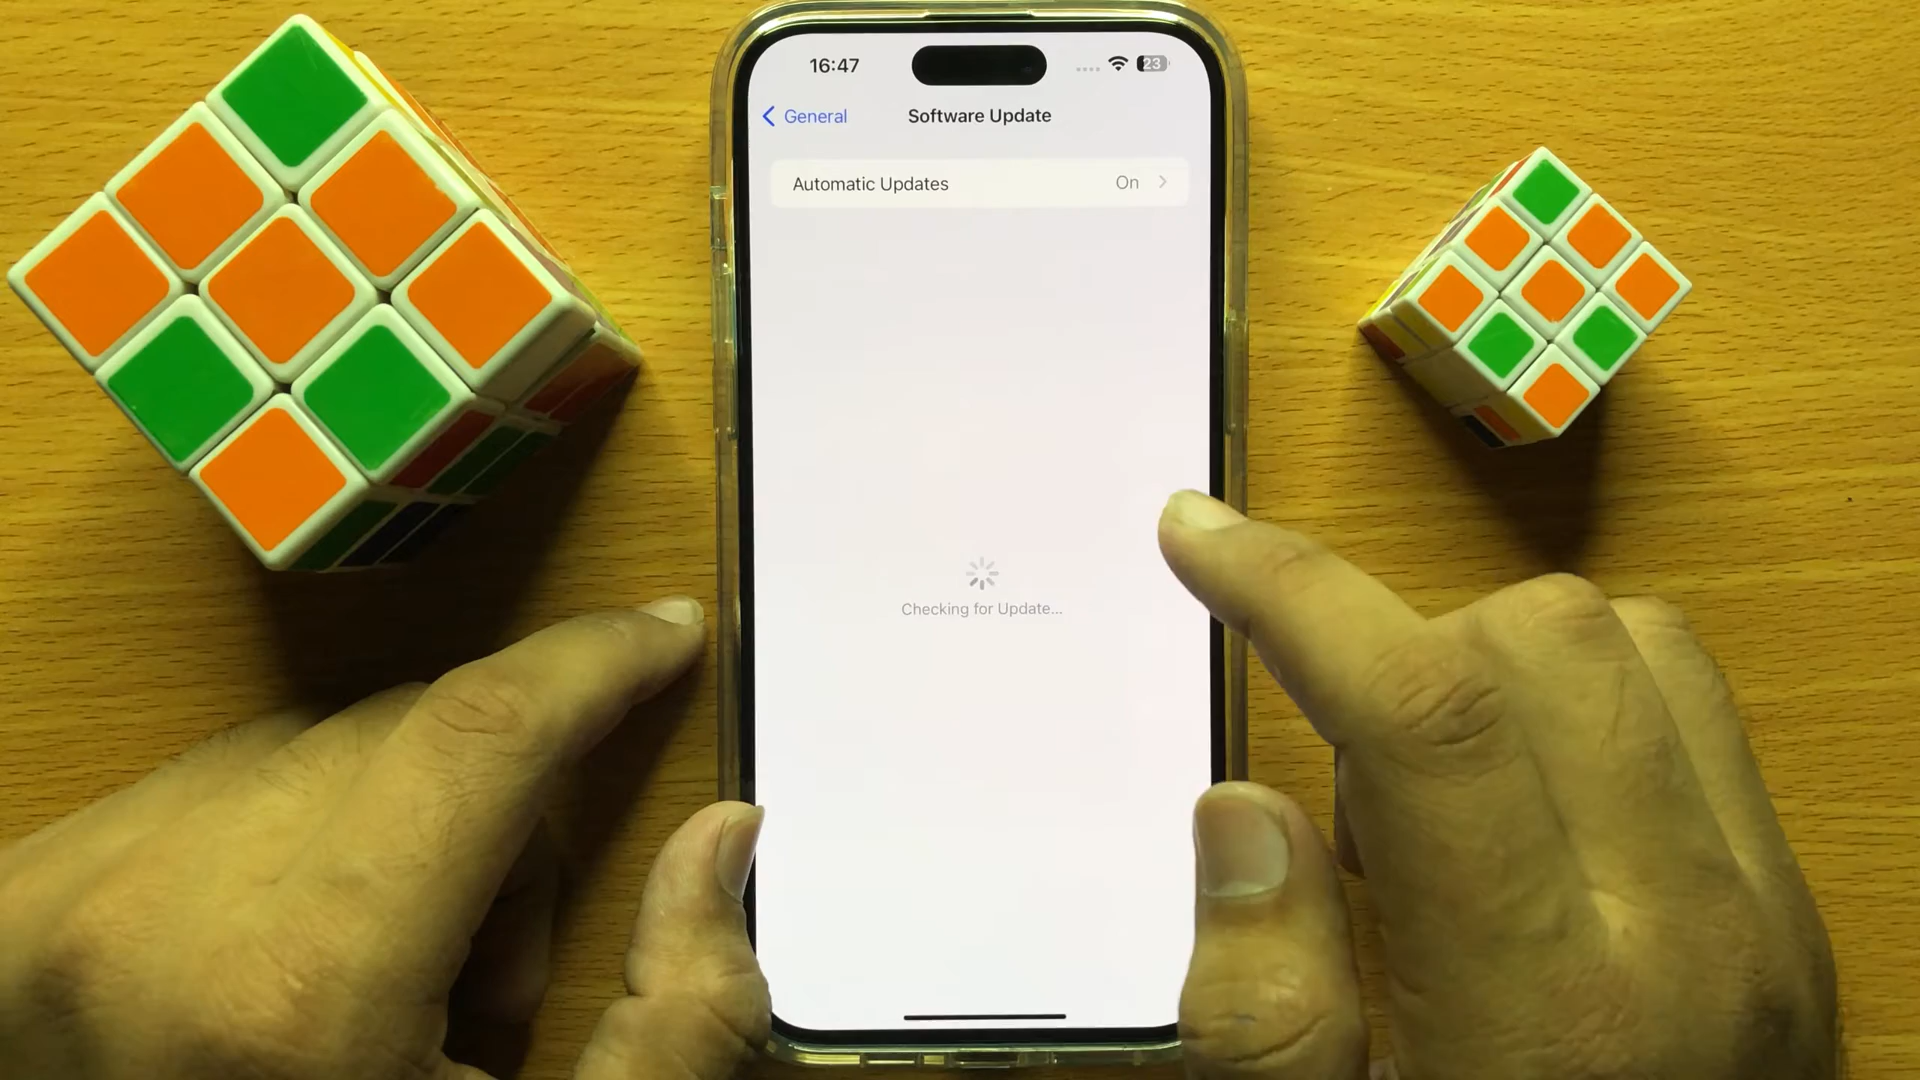 16:47 23
General Software Update
Automatic Updates On
Checking for Update...